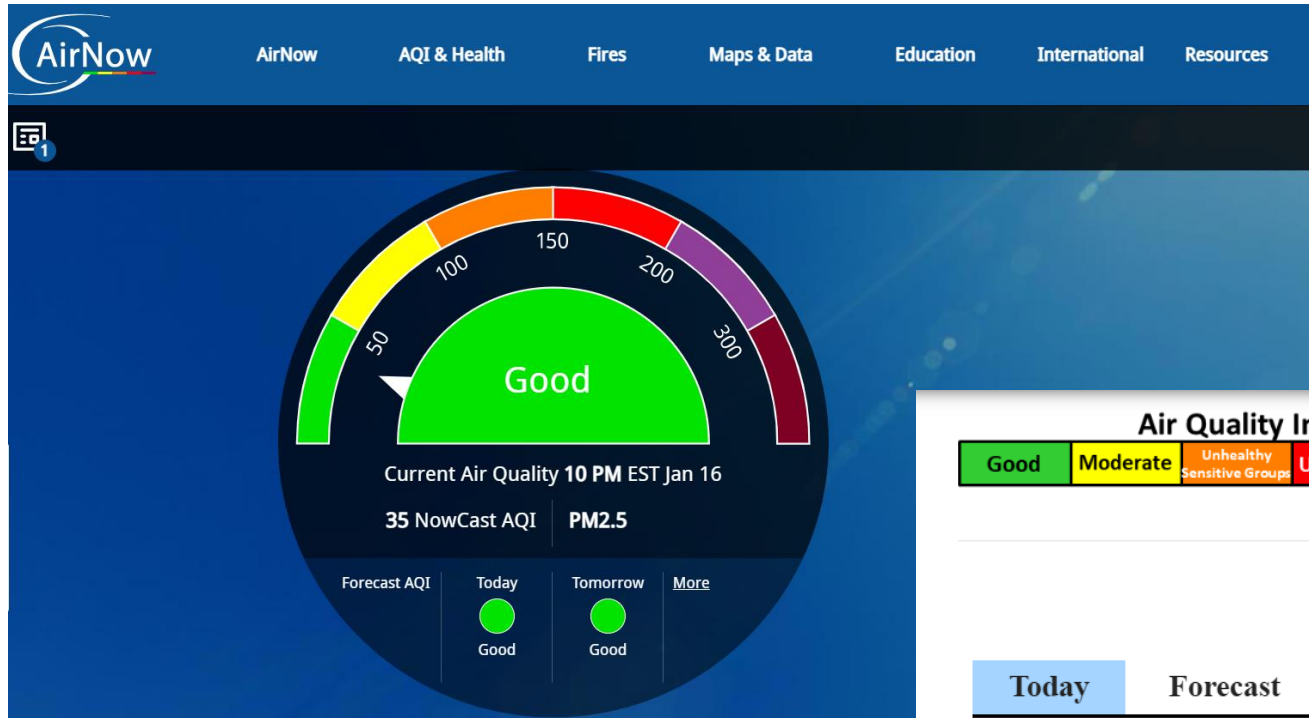 AirNow
AirNow AQI & Health Fires Maps & Data Education International Resources
1
50 100 150 200 300
Good
Current Air Quality 10 PM EST Jan 16
35 NowCast AQI PM2.5
Forecast AQI Today Tomorrow More
Good Good
Air Quality
Good Moderate Unhealthy Sensitive Groups
Today Forecast